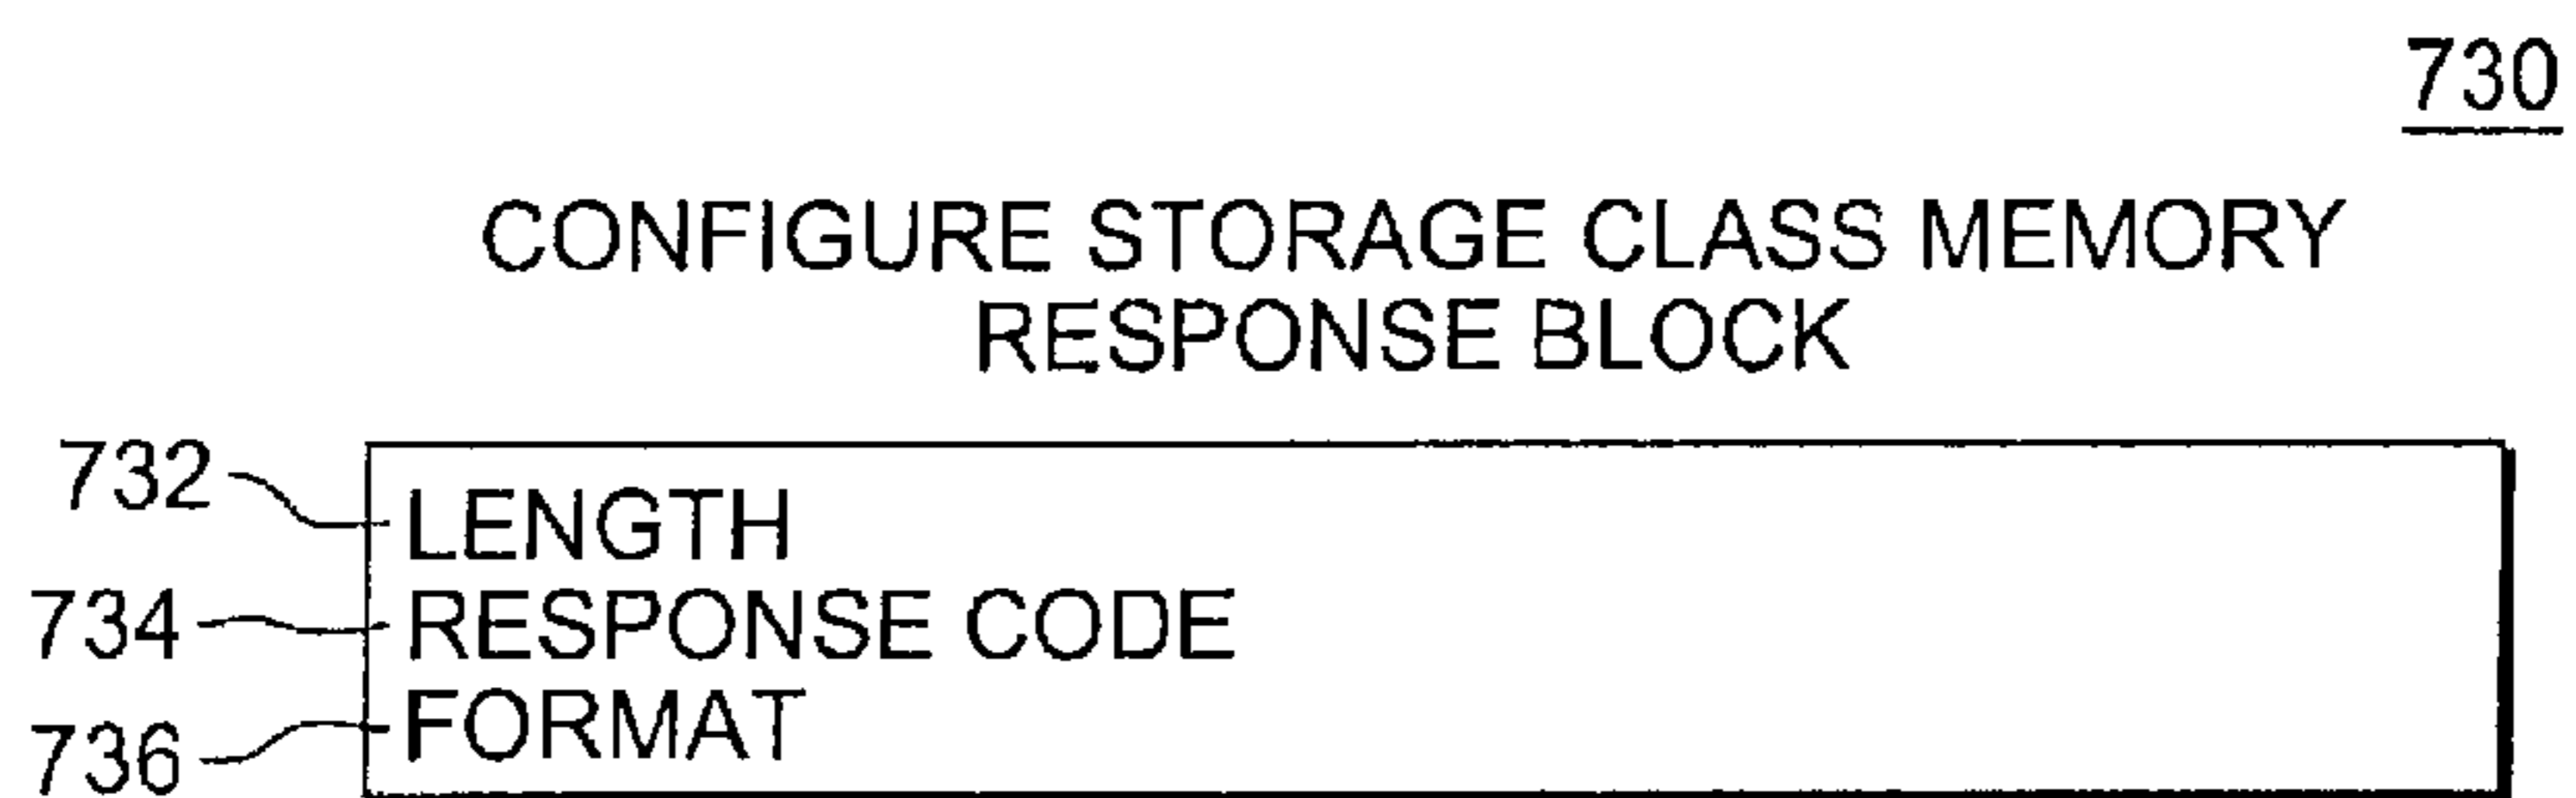 730
CONFIGURE STORAGE CLASS MEMORY
RESPONSE BLOCK
732 LENGTH
734 RESPONSE CODE
736 FORMAT